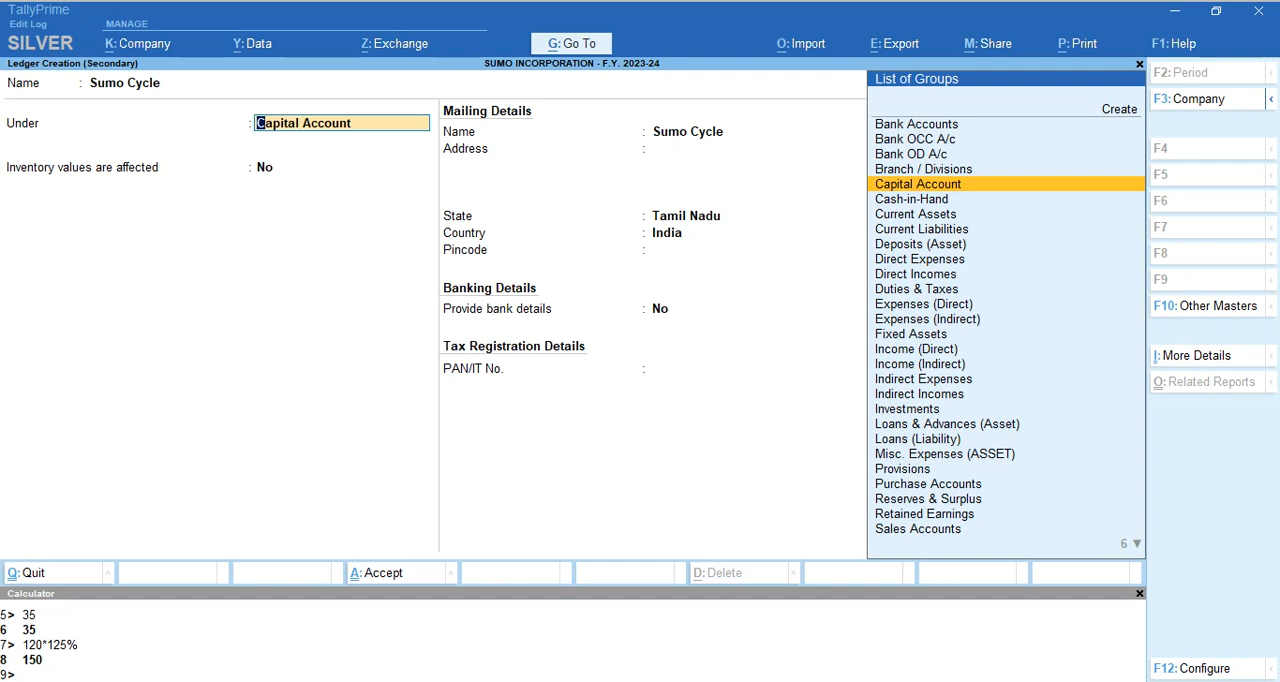 TallyPrime
Edit Log
SILVER
MANAGE
K: Company
Y: Data
Z: Exchange
G: Go To
O: Import
E: Export
M: Share
P: Print
F1: Help
Ledger Creation (Secondary)
SUMO INCORPORATION - F.Y. 2023-24
Name : Sumo Cycle
Under : Capital Account
Inventory values are affected : No
Mailing Details
Name : Sumo Cycle
Address :
State : Tamil Nadu
Country : India
Pincode :
Banking Details
Provide bank details : No
Tax Registration Details
PAN/IT No. :
List of Groups
Create
Bank Accounts
Bank OCC A/c
Bank OD A/c
Branch / Divisions
Capital Account
Cash-in-Hand
Current Assets
Current Liabilities
Deposits (Asset)
Direct Expenses
Direct Incomes
Duties & Taxes
Expenses (Direct)
Expenses (Indirect)
Fixed Assets
Income (Direct)
Income (Indirect)
Indirect Expenses
Indirect Incomes
Investments
Loans & Advances (Asset)
Loans (Liability)
Misc. Expenses (ASSET)
Provisions
Purchase Accounts
Reserves & Surplus
Retained Earnings
Sales Accounts
6 ▼
F2: Period
F3: Company
F4
F5
F6
F7
F8
F9
F10: Other Masters
I: More Details
O: Related Reports
F12: Configure
Q: Quit
A: Accept
D: Delete
Calculator
5> 35
6 35
7> 120*125%
8 150
9>